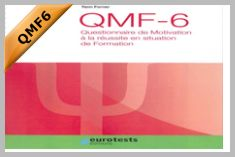 QMF6
QMF-6
Questionnaire de Motivation
à la réussite en situation
de Formation
eurotests